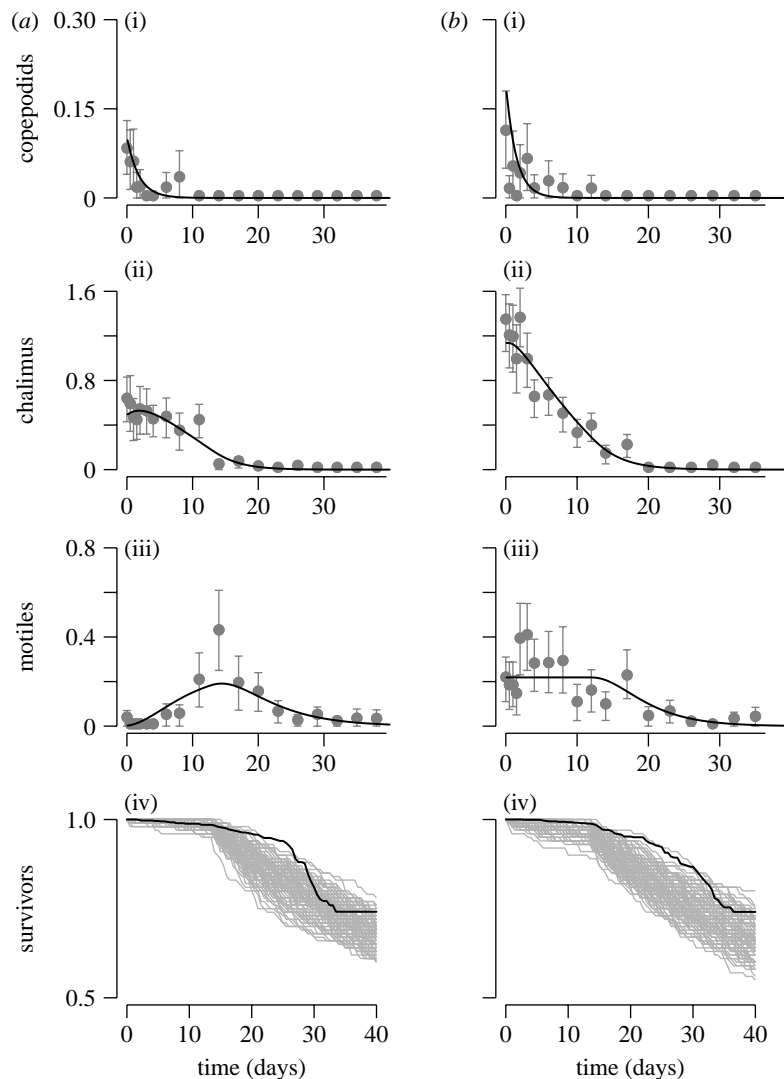 (a) (i) (b) (i)
0.30
0.15
0
copepodids
0 10 20 30 0 10 20 30
(ii) (ii)
1.6
0.8
0
chalimus
0 10 20 30 0 10 20 30
(iii) (iii)
0.8
0.4
0
motiles
0 10 20 30 0 10 20 30
(iv) (iv)
1.0
0.5
survivors
0 10 20 30 40 0 10 20 30 40
time (days) time (days)